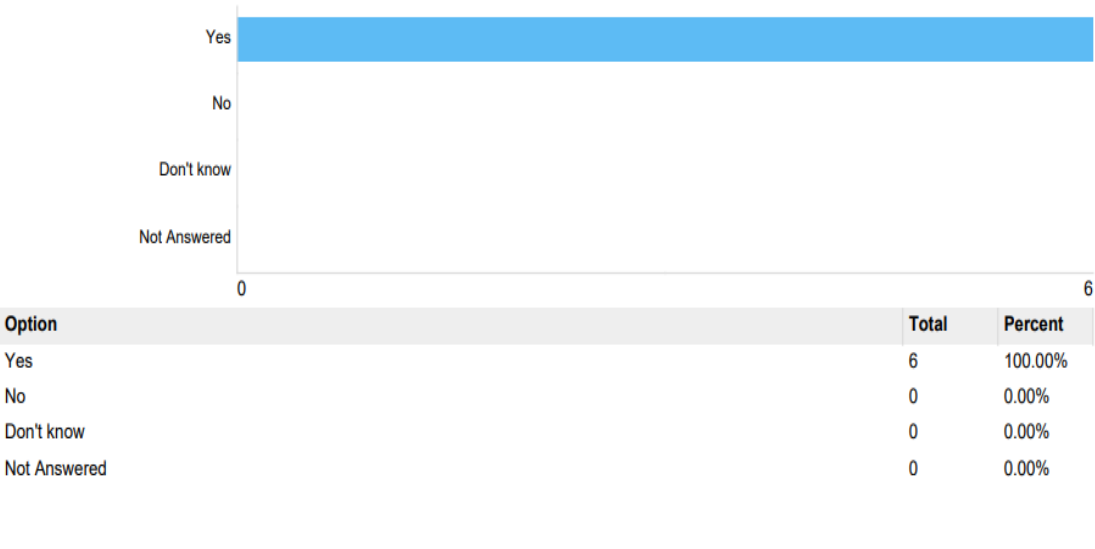 Yes
No
Don't know
Not Answered
0 6
Option Total Percent
Yes 6 100.00%
No 0 0.00%
Don't know 0 0.00%
Not Answered 0 0.00%